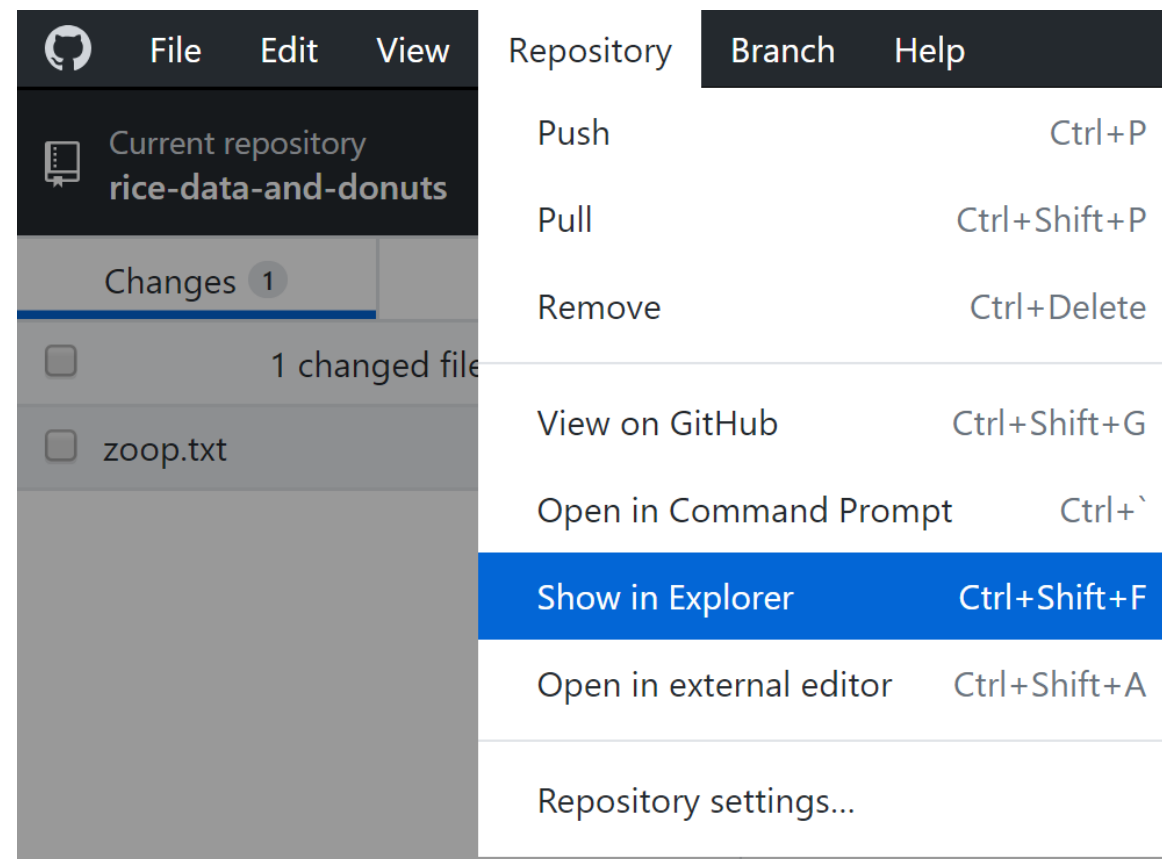 File Edit View Repository Branch Help
Current repository
rice-data-and-donuts
Changes 1
1 changed file
zoop.txt
Push Ctrl+P
Pull Ctrl+Shift+P
Remove Ctrl+Delete
View on GitHub Ctrl+Shift+G
Open in Command Prompt Ctrl+`
Show in Explorer Ctrl+Shift+F
Open in external editor Ctrl+Shift+A
Repository settings...